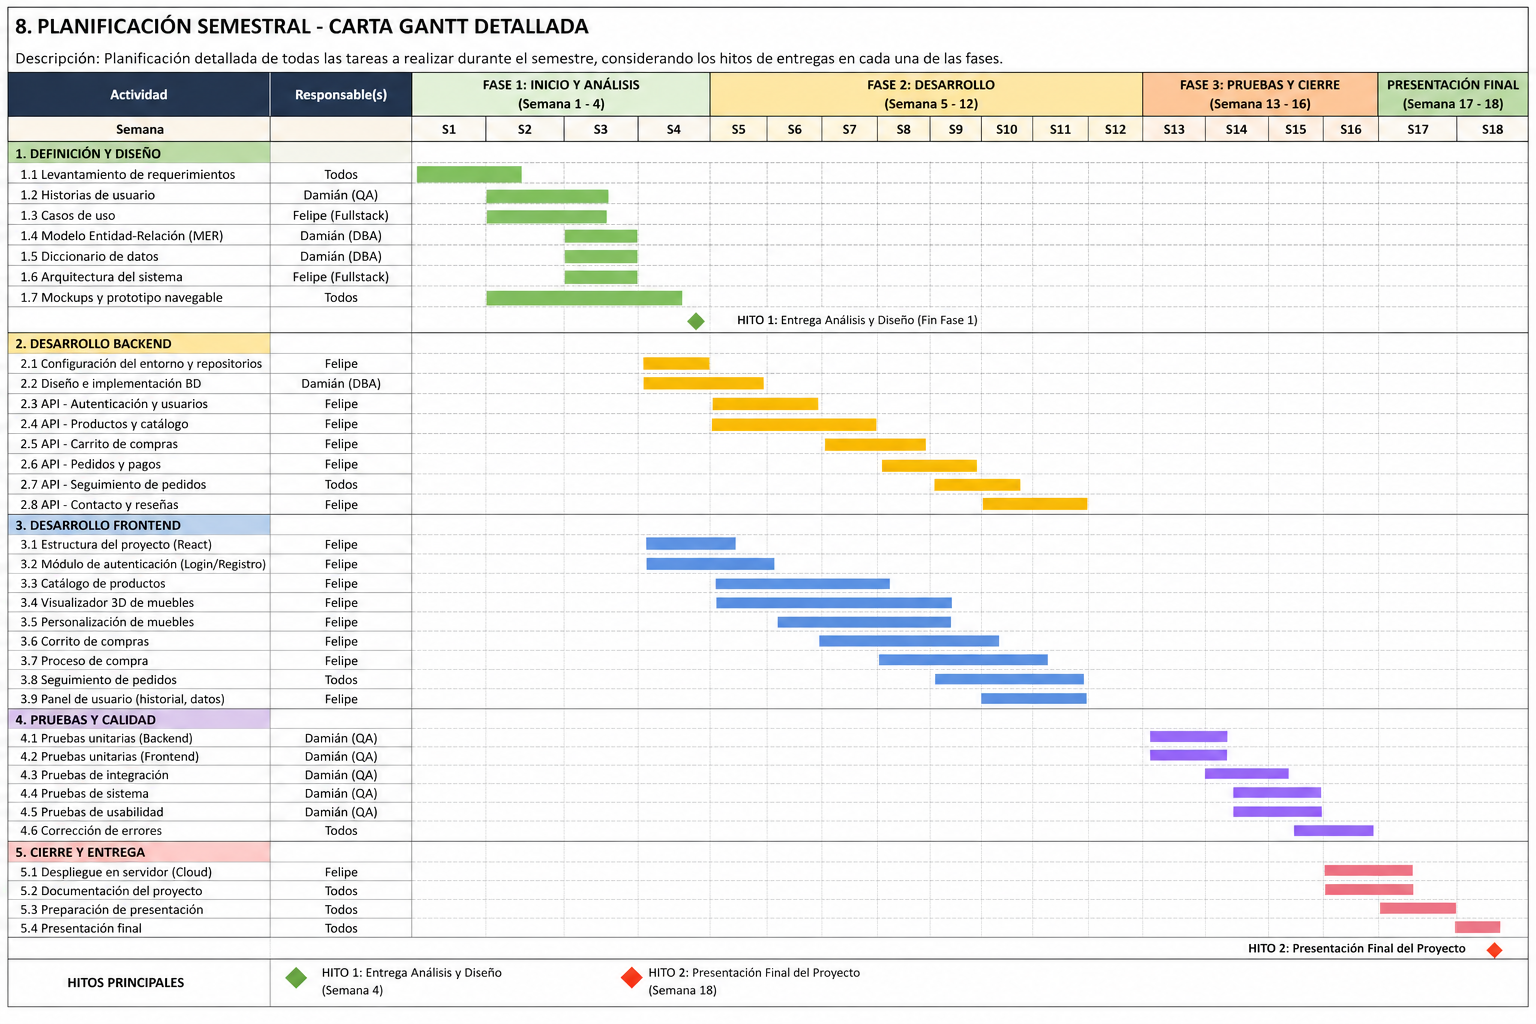 8. PLANIFICACIÓN SEMESTRAL - CARTA GANTT DETALLADA
Descripción: Planificación detallada de todas las tareas a realizar durante el semestre, considerando los hitos de entregas en cada una de las fases.
Actividad Responsable(s) FASE 1: INICIO Y ANÁLISIS (Semana 1 - 4) FASE 2: DESARROLLO (Semana 5 - 12) FASE 3: PRUEBAS Y CIERRE (Semana 13 - 16) PRESENTACIÓN FINAL (Semana 17 - 18)
Semana S1 S2 S3 S4 S5 S6 S7 S8 S9 S10 S11 S12 S13 S14 S15 S16 S17 S18
1. DEFINICIÓN Y DISEÑO
1.1 Levantamiento de requerimientos Todos
1.2 Historias de usuario Damián (QA)
1.3 Casos de uso Felipe (Fullstack)
1.4 Modelo Entidad-Relación (MER) Damián (DBA)
1.5 Diccionario de datos Damián (DBA)
1.6 Arquitectura del sistema Felipe (Fullstack)
1.7 Mockups y prototipo navegable Todos
HITO 1: Entrega Análisis y Diseño (Fin Fase 1)
2. DESARROLLO BACKEND
2.1 Configuración del entorno y repositorios Felipe
2.2 Diseño e implementación BD Damián (DBA)
2.3 API - Autenticación y usuarios Felipe
2.4 API - Productos y catálogo Felipe
2.5 API - Carrito de compras Felipe
2.6 API - Pedidos y pagos Felipe
2.7 API - Seguimiento de pedidos Todos
2.8 API - Contacto y reseñas Felipe
3. DESARROLLO FRONTEND
3.1 Estructura del proyecto (React) Felipe
3.2 Módulo de autenticación (Login/Registro) Felipe
3.3 Catálogo de productos Felipe
3.4 Visualizador 3D de muebles Felipe
3.5 Personalización de muebles Felipe
3.6 Corrito de compras Felipe
3.7 Proceso de compra Felipe
3.8 Seguimiento de pedidos Todos
3.9 Panel de usuario (historial, datos) Felipe
4. PRUEBAS Y CALIDAD
4.1 Pruebas unitarias (Backend) Damián (QA)
4.2 Pruebas unitarias (Frontend) Damián (QA)
4.3 Pruebas de integración Damián (QA)
4.4 Pruebas de sistema Damián (QA)
4.5 Pruebas de usabilidad Damián (QA)
4.6 Corrección de errores Todos
5. CIERRE Y ENTREGA
5.1 Despliegue en servidor (Cloud) Felipe
5.2 Documentación del proyecto Todos
5.3 Preparación de presentación Todos
5.4 Presentación final Todos
HITO 2: Presentación Final del Proyecto
HITOS PRINCIPALES
HITO 1: Entrega Análisis y Diseño
(Semana 4)
HITO 2: Presentación Final del Proyecto
(Semana 18)